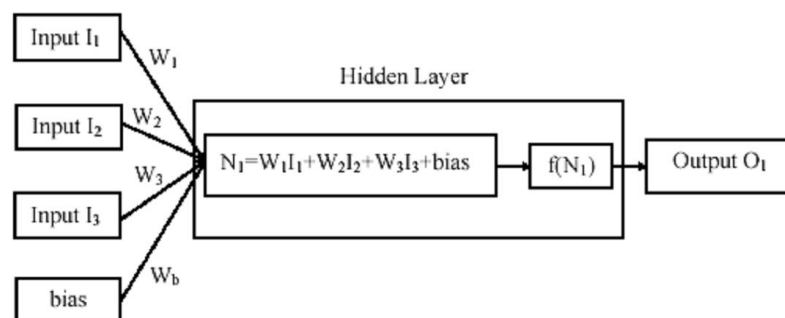 Input I₁
W₁
Hidden Layer
Input I₂
W₂
N₁=W₁I₁+W₂I₂+W₃I₃+bias
f(N₁)
Output O₁
W₃
Input I₃
W_b
bias